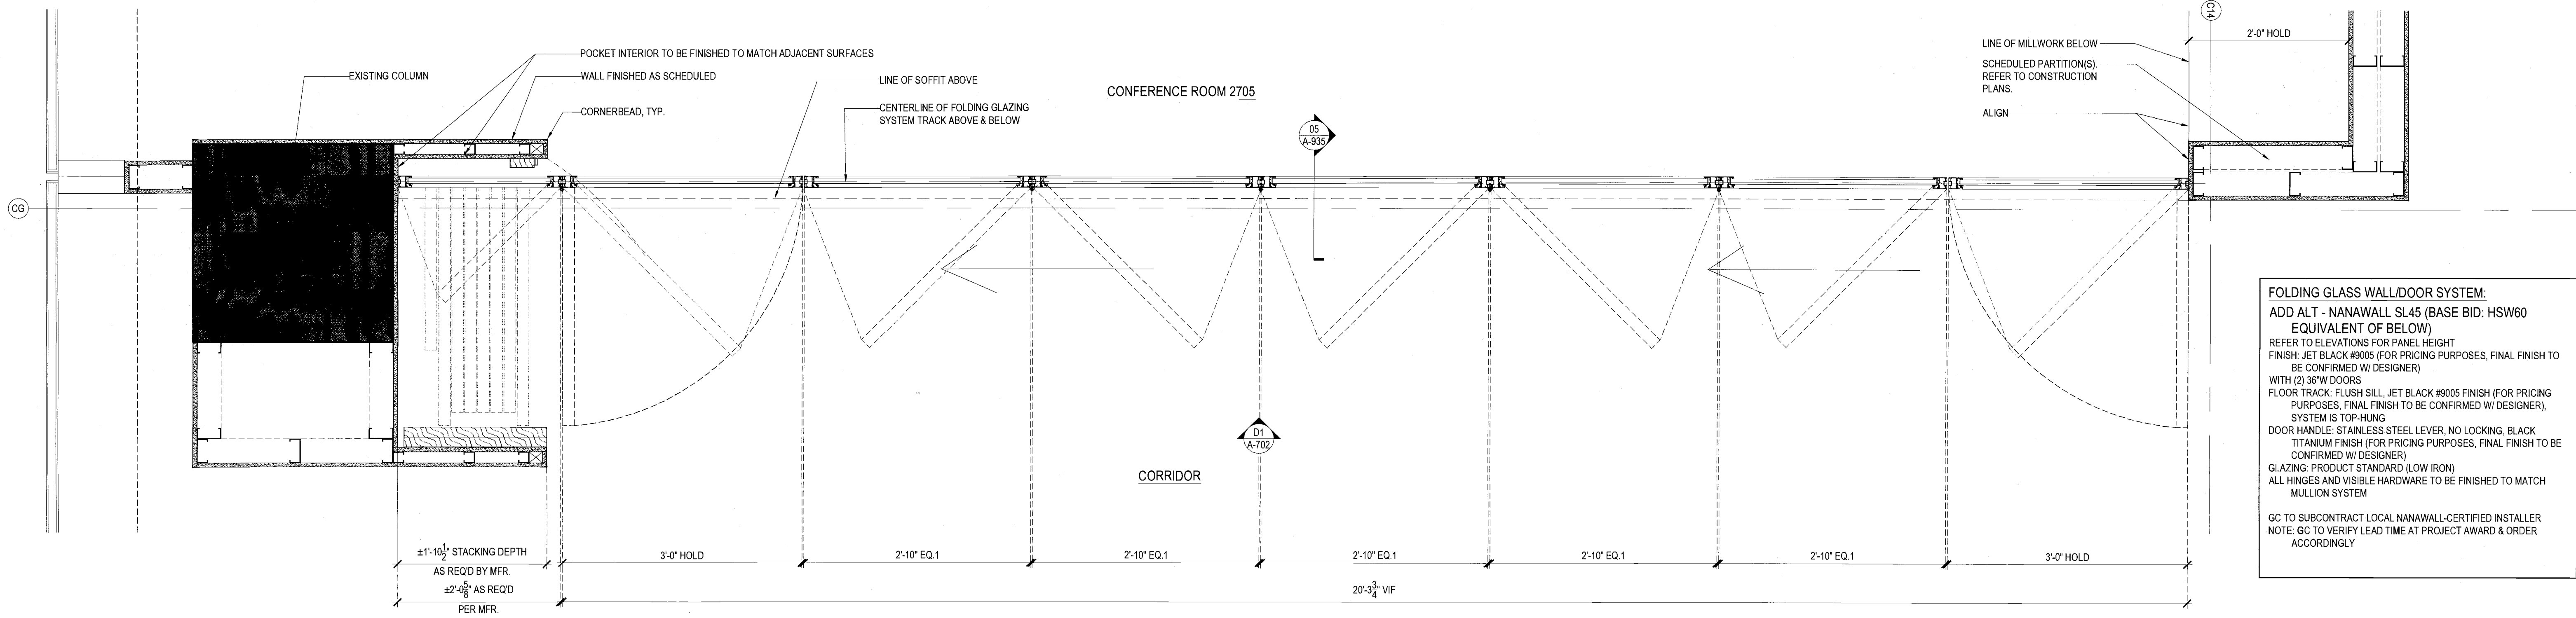 C14
2'-0" HOLD
LINE OF MILLWORK BELOW
POCKET INTERIOR TO BE FINISHED TO MATCH ADJACENT SURFACES
SCHEDULED PARTITION(S).
REFER TO CONSTRUCTION
PLANS.
EXISTING COLUMN
WALL FINISHED AS SCHEDULED
LINE OF SOFFIT ABOVE
CONFERENCE ROOM 2705
CENTERLINE OF FOLDING GLAZING
SYSTEM TRACK ABOVE & BELOW
CORNERBEAD, TYP.
ALIGN
05
A-935
CG
FOLDING GLASS WALL/DOOR SYSTEM:
ADD ALT - NANAWALL SL45 (BASE BID: HSW60
EQUIVALENT OF BELOW)
REFER TO ELEVATIONS FOR PANEL HEIGHT
FINISH: JET BLACK #9005 (FOR PRICING PURPOSES, FINAL FINISH TO
BE CONFIRMED W/ DESIGNER)
WITH (2) 36"W DOORS
FLOOR TRACK: FLUSH SILL, JET BLACK #9005 FINISH (FOR PRICING
PURPOSES, FINAL FINISH TO BE CONFIRMED W/ DESIGNER),
SYSTEM IS TOP-HUNG
DOOR HANDLE: STAINLESS STEEL LEVER, NO LOCKING, BLACK
TITANIUM FINISH (FOR PRICING PURPOSES, FINAL FINISH TO BE
CONFIRMED W/ DESIGNER)
GLAZING: PRODUCT STANDARD (LOW IRON)
ALL HINGES AND VISIBLE HARDWARE TO BE FINISHED TO MATCH
MULLION SYSTEM
GC TO SUBCONTRACT LOCAL NANAWALL-CERTIFIED INSTALLER
NOTE: GC TO VERIFY LEAD TIME AT PROJECT AWARD & ORDER
ACCORDINGLY
D1
A-702
CORRIDOR
±1'-10 1/2" STACKING DEPTH
AS REQ'D BY MFR.
3'-0" HOLD
2'-10" EQ.1
2'-10" EQ.1
2'-10" EQ.1
2'-10" EQ.1
2'-10" EQ.1
3'-0" HOLD
±2'-0 5/8" AS REQ'D
PER MFR.
20'-3 3/4" VIF